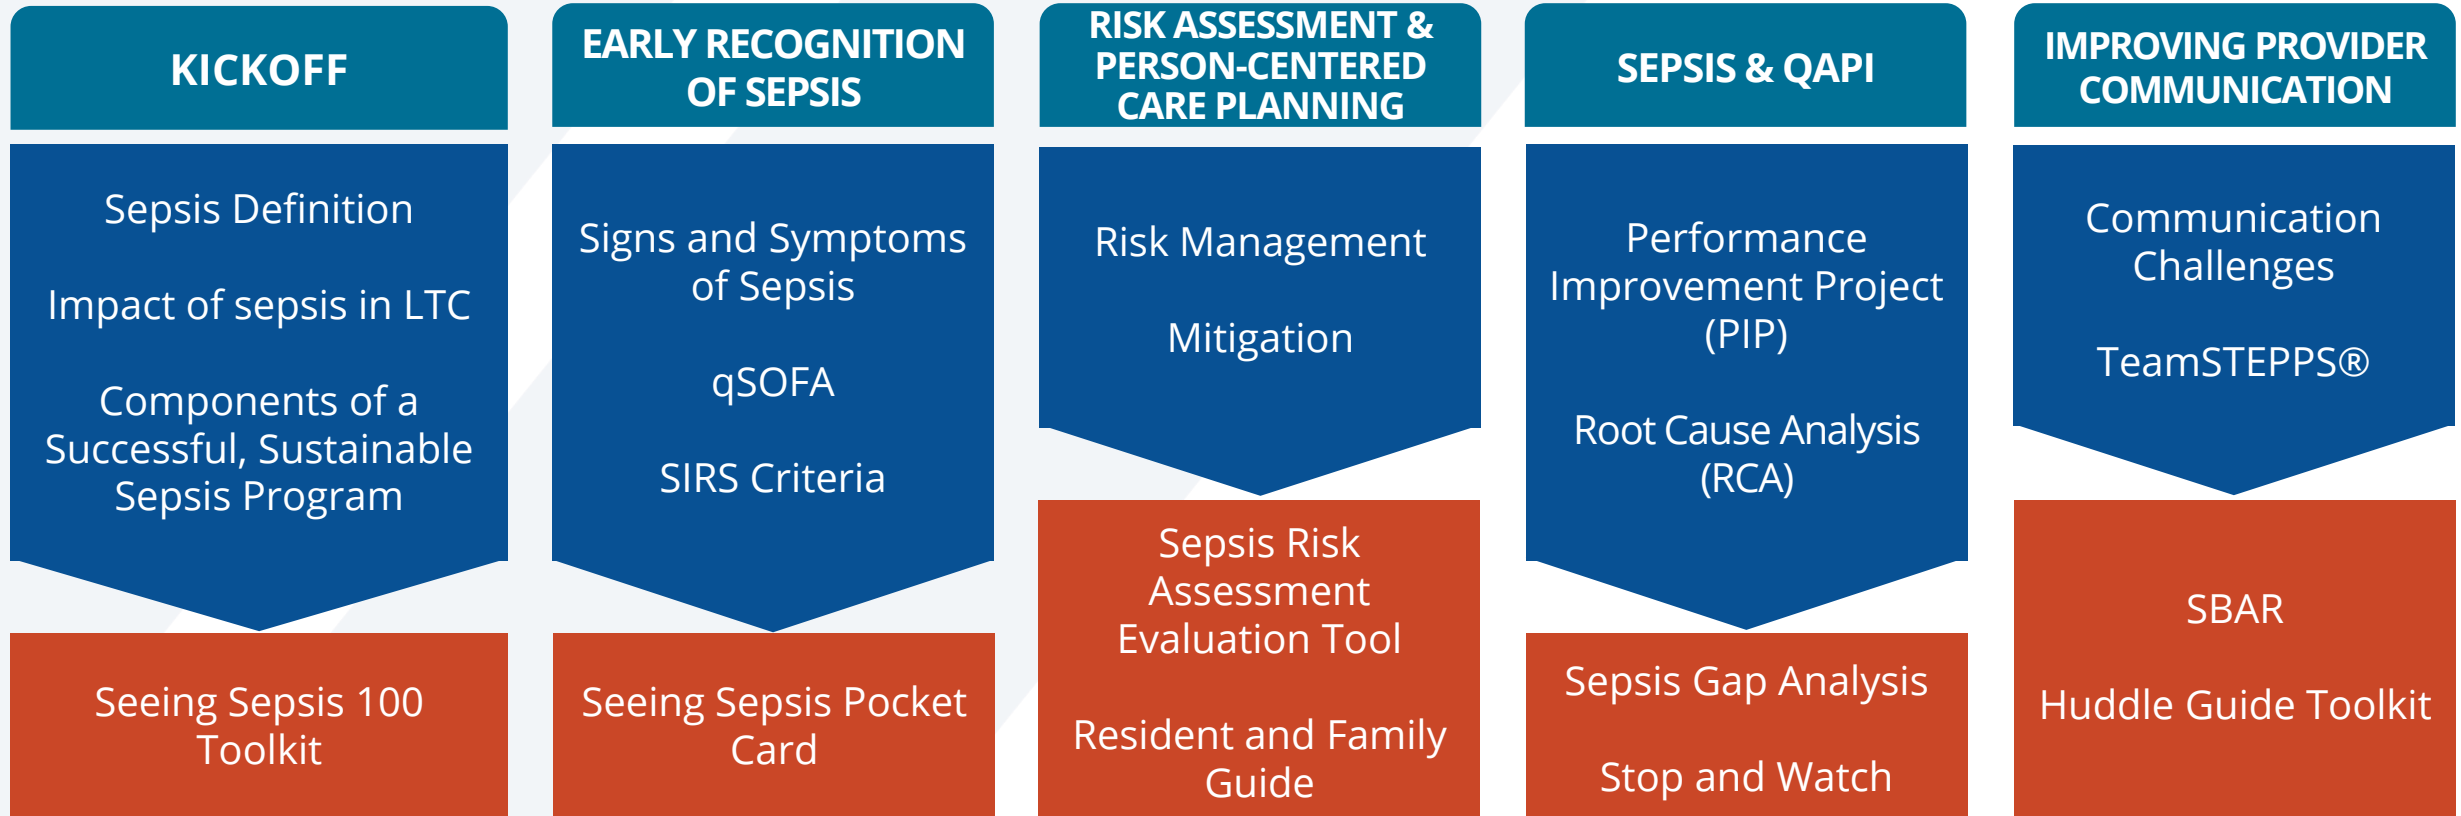 KICKOFF
Sepsis Definition
Impact of sepsis in LTC
Components of a
Successful, Sustainable
Sepsis Program
Seeing Sepsis 100
Toolkit
EARLY RECOGNITION
OF SEPSIS
Signs and Symptoms
of Sepsis
qSOFA
SIRS Criteria
Seeing Sepsis Pocket
Card
RISK ASSESSMENT &
PERSON-CENTERED
CARE PLANNING
Risk Management
Mitigation
Sepsis Risk
Assessment
Evaluation Tool
Resident and Family
Guide
SEPSIS & QAPI
Performance
Improvement Project
(PIP)
Root Cause Analysis
(RCA)
Sepsis Gap Analysis
Stop and Watch
IMPROVING PROVIDER
COMMUNICATION
Communication
Challenges
TeamSTEPPS®
SBAR
Huddle Guide Toolkit